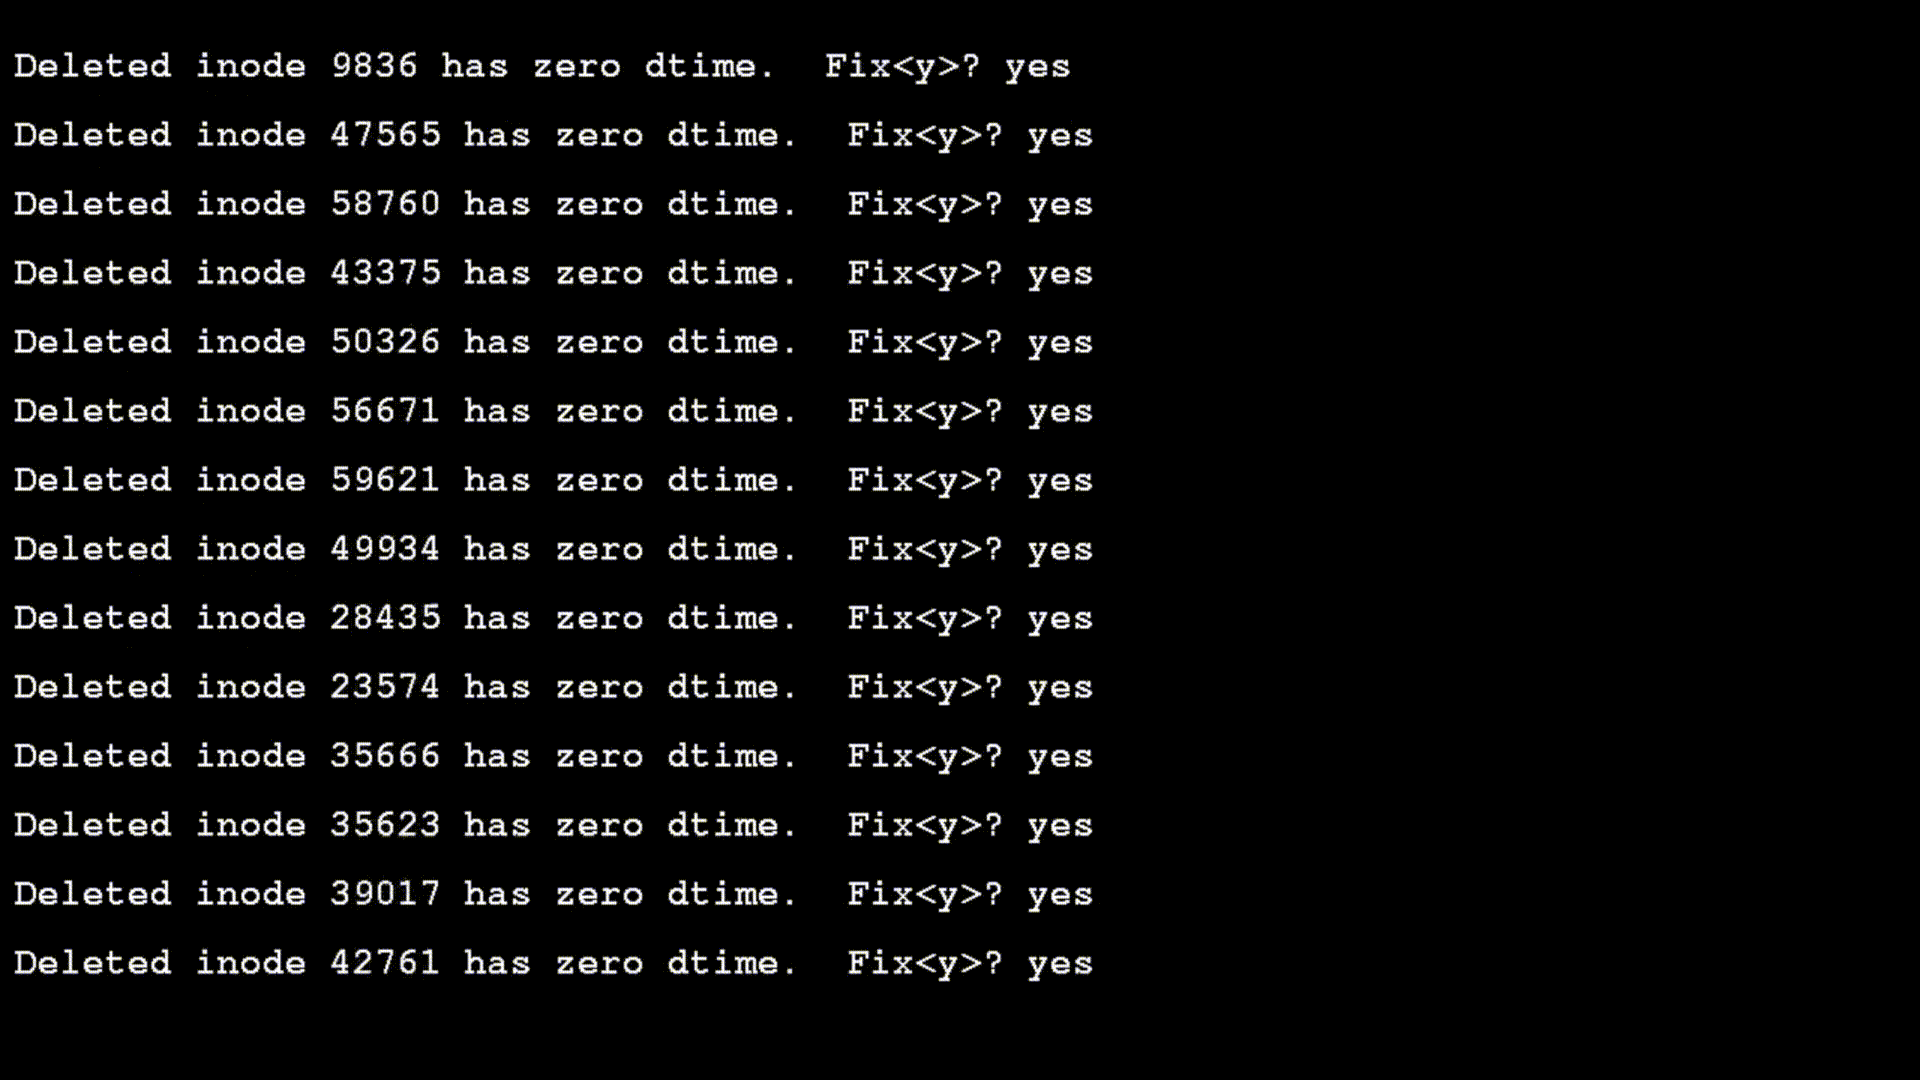 Deleted inode 9836 has zero dtime.  Fix<y>? yes
Deleted inode 47565 has zero dtime.  Fix<y>? yes
Deleted inode 58760 has zero dtime.  Fix<y>? yes
Deleted inode 43375 has zero dtime.  Fix<y>? yes
Deleted inode 50326 has zero dtime.  Fix<y>? yes
Deleted inode 56671 has zero dtime.  Fix<y>? yes
Deleted inode 59621 has zero dtime.  Fix<y>? yes
Deleted inode 49934 has zero dtime.  Fix<y>? yes
Deleted inode 28435 has zero dtime.  Fix<y>? yes
Deleted inode 23574 has zero dtime.  Fix<y>? yes
Deleted inode 35666 has zero dtime.  Fix<y>? yes
Deleted inode 35623 has zero dtime.  Fix<y>? yes
Deleted inode 39017 has zero dtime.  Fix<y>? yes
Deleted inode 42761 has zero dtime.  Fix<y>? yes